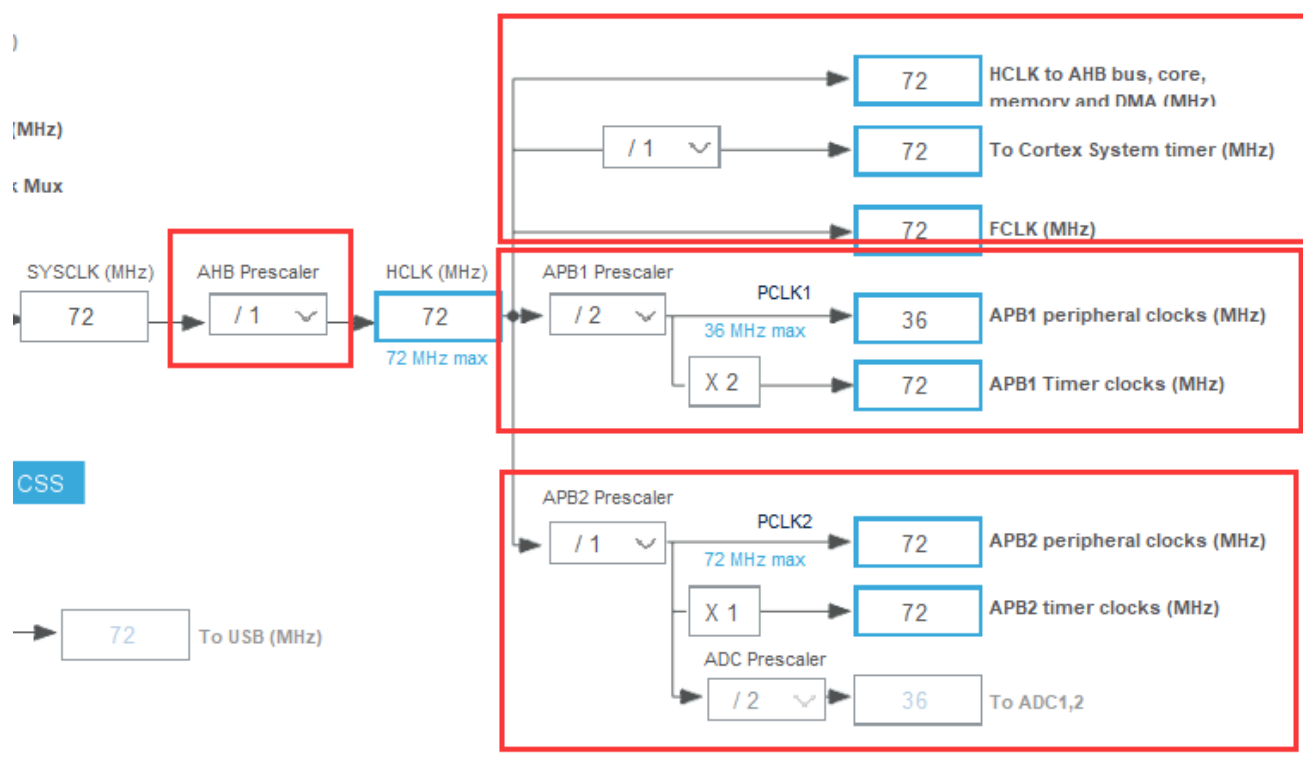 )
(MHz)
k Mux
72
HCLK to AHB bus, core,
memory and DMA (MHz)
/ 1
72
To Cortex System timer (MHz)
72
FCLK (MHz)
SYSCLK (MHz)
AHB Prescaler
HCLK (MHz)
72
/ 1
72
72 MHz max
APB1 Prescaler
/ 2
PCLK1
36 MHz max
36
APB1 peripheral clocks (MHz)
X 2
72
APB1 Timer clocks (MHz)
CSS
APB2 Prescaler
/ 1
PCLK2
72 MHz max
72
APB2 peripheral clocks (MHz)
X 1
72
APB2 timer clocks (MHz)
72
To USB (MHz)
ADC Prescaler
/ 2
36
To ADC1,2